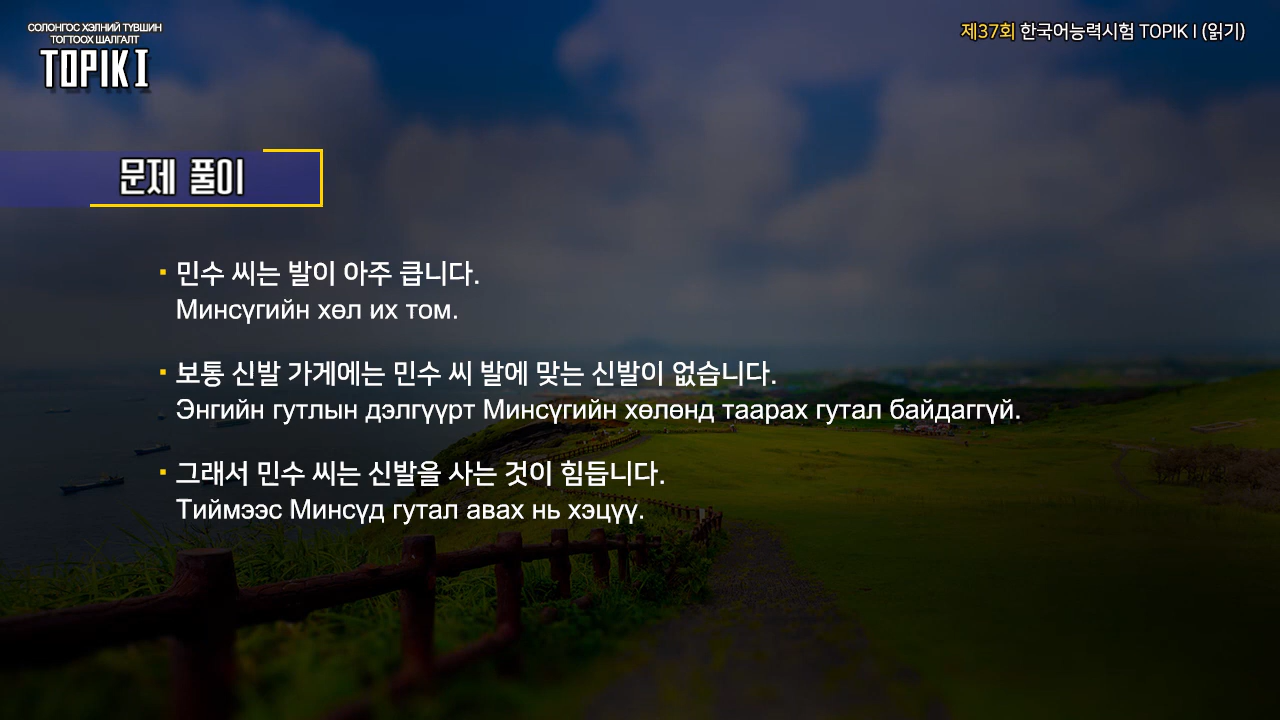 СОЛОНГОС ХЭЛНИЙ ТҮВШИН
ТОГТООХ ШАЛГАЛТ
TOPIK I
제37회 한국어능력시험 TOPIK I (읽기)
문제 풀이
▪ 민수 씨는 발이 아주 큽니다.
Минсүгийн хөл их том.
▪ 보통 신발 가게에는 민수 씨 발에 맞는 신발이 없습니다.
Энгийн гутлын дэлгүүрт Минсүгийн хөлөнд таарах гутал байдаггүй.
▪ 그래서 민수 씨는 신발을 사는 것이 힘듭니다.
Тиймээс Минсүд гутал авах нь хэцүү.